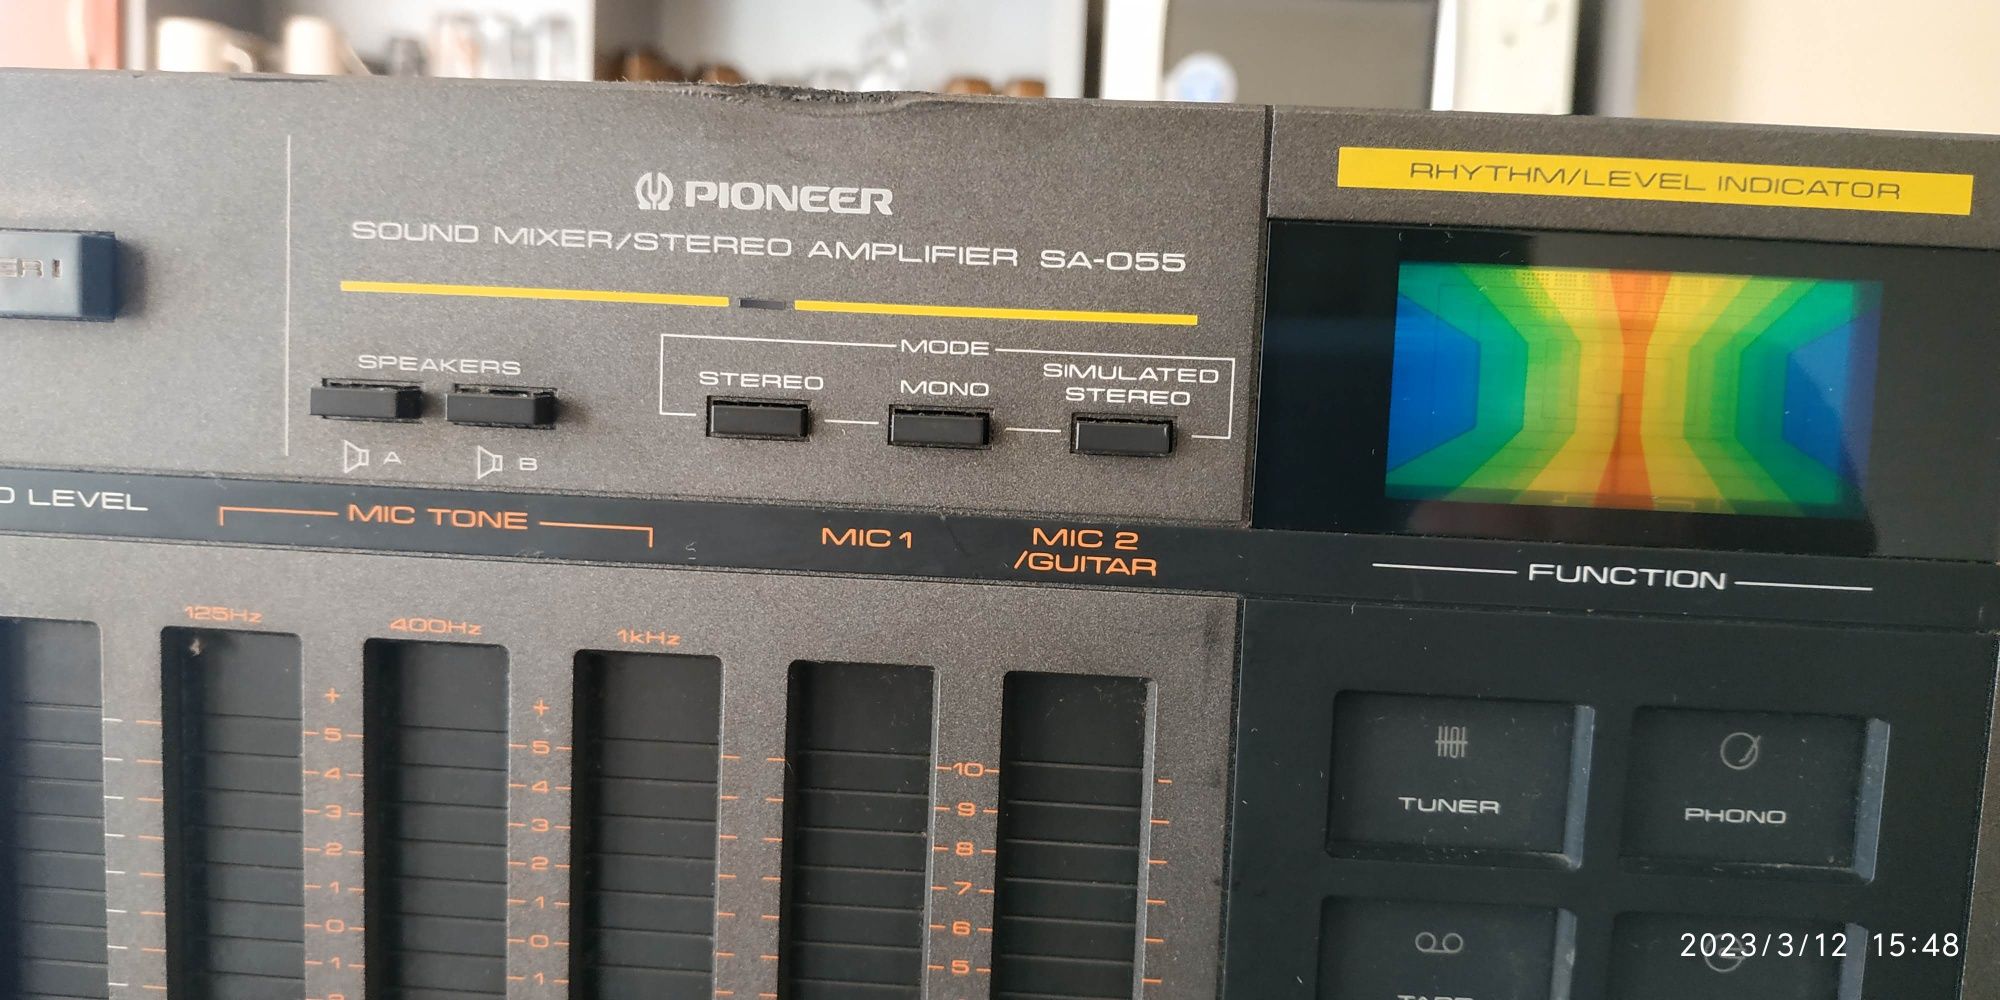 PIONEER
SOUND MIXER/STEREO AMPLIFIER SA-055
RHYTHM/LEVEL INDICATOR
SPEAKERS
A
B
MODE
STEREO
MONO
SIMULATED
STEREO
LEVEL
MIC TONE
MIC 1
MIC 2
/GUITAR
FUNCTION
125Hz
400Hz
1kHz
+
5
4
3
2
1
0
1
+
5
4
3
2
1
0
1
10
9
8
7
6
5
TUNER
PHONO
2023/3/12 15:48